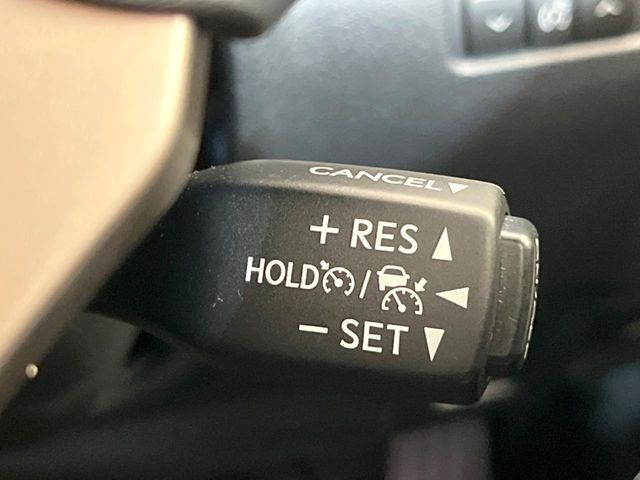 CANCEL▼
+ RES ▲
HOLD / ◀
− SET ▼